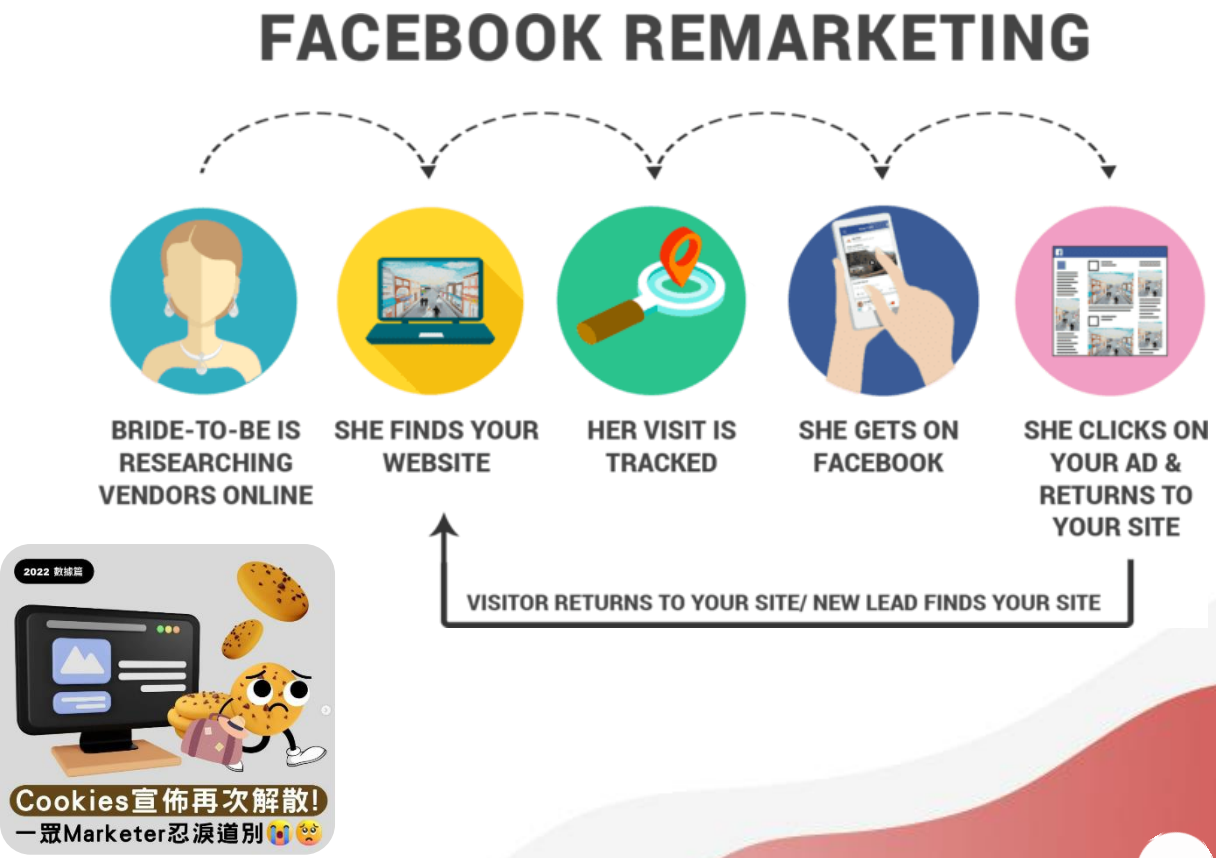 FACEBOOK REMARKETING
BRIDE-TO-BE IS
RESEARCHING
VENDORS ONLINE
SHE FINDS YOUR
WEBSITE
HER VISIT IS
TRACKED
SHE GETS ON
FACEBOOK
SHE CLICKS ON
YOUR AD &
RETURNS TO
YOUR SITE
VISITOR RETURNS TO YOUR SITE/ NEW LEAD FINDS YOUR SITE
2022 數據篇
Cookies宣佈再次解散!
一眾Marketer忍淚道別😭🥺